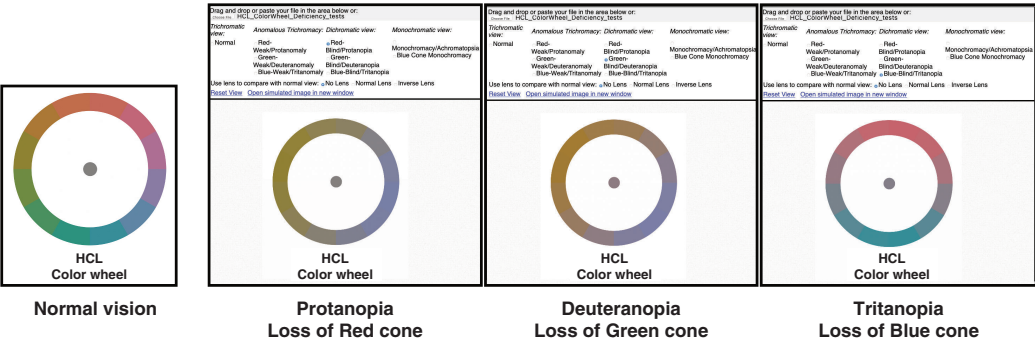 Drag and drop or paste your file in the area below or:
Choose File HCL_ColorWheel_Deficiency_tests
Trichromatic view: Anomalous Trichromacy: Dichromatic view: Monochromatic view:
Normal
Red-Weak/Protanomaly
Green-Weak/Deuteranomaly
Blue-Weak/Tritanomaly
Red-Blind/Protanopia
Green-Blind/Deuteranopia
Blue-Blind/Tritanopia
Monochromacy/Achromatopsia
Blue Cone Monochromacy
Use lens to compare with normal view: No Lens Normal Lens Inverse Lens
Reset View Open simulated image in new window
Drag and drop or paste your file in the area below or:
Choose File HCL_ColorWheel_Deficiency_tests
Trichromatic view: Anomalous Trichromacy: Dichromatic view: Monochromatic view:
Normal
Red-Weak/Protanomaly
Green-Weak/Deuteranomaly
Blue-Weak/Tritanomaly
Red-Blind/Protanopia
Green-Blind/Deuteranopia
Blue-Blind/Tritanopia
Monochromacy/Achromatopsia
Blue Cone Monochromacy
Use lens to compare with normal view: No Lens Normal Lens Inverse Lens
Reset View Open simulated image in new window
Drag and drop or paste your file in the area below or:
Choose File HCL_ColorWheel_Deficiency_tests
Trichromatic view: Anomalous Trichromacy: Dichromatic view: Monochromatic view:
Normal
Red-Weak/Protanomaly
Green-Weak/Deuteranomaly
Blue-Weak/Tritanomaly
Red-Blind/Protanopia
Green-Blind/Deuteranopia
Blue-Blind/Tritanopia
Monochromacy/Achromatopsia
Blue Cone Monochromacy
Use lens to compare with normal view: No Lens Normal Lens Inverse Lens
Reset View Open simulated image in new window
HCL
Color wheel
HCL
Color wheel
HCL
Color wheel
HCL
Color wheel
Normal vision
Protanopia
Loss of Red cone
Deuteranopia
Loss of Green cone
Tritanopia
Loss of Blue cone